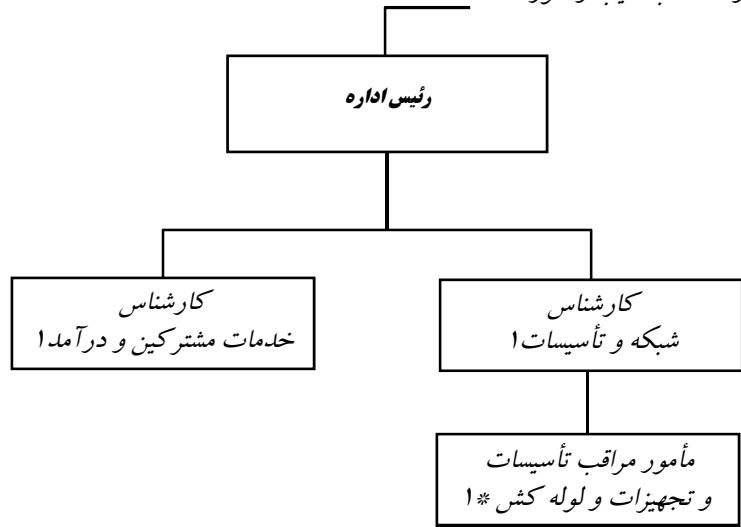 رئیس اداره
کارشناس
شبکه و تأسیسات۱
کارشناس
خدمات مشترکین و درآمد۱
مأمور مراقب تأسیسات
و تجهیزات و لوله کش *۱